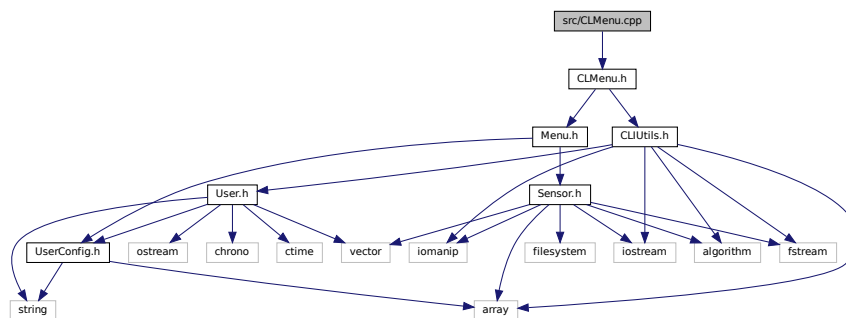 src/CLMenu.cpp
CLMenu.h
Menu.h
CLIUtils.h
User.h
Sensor.h
UserConfig.h
ostream
chrono
ctime
vector
iomanip
filesystem
iostream
algorithm
fstream
string
array